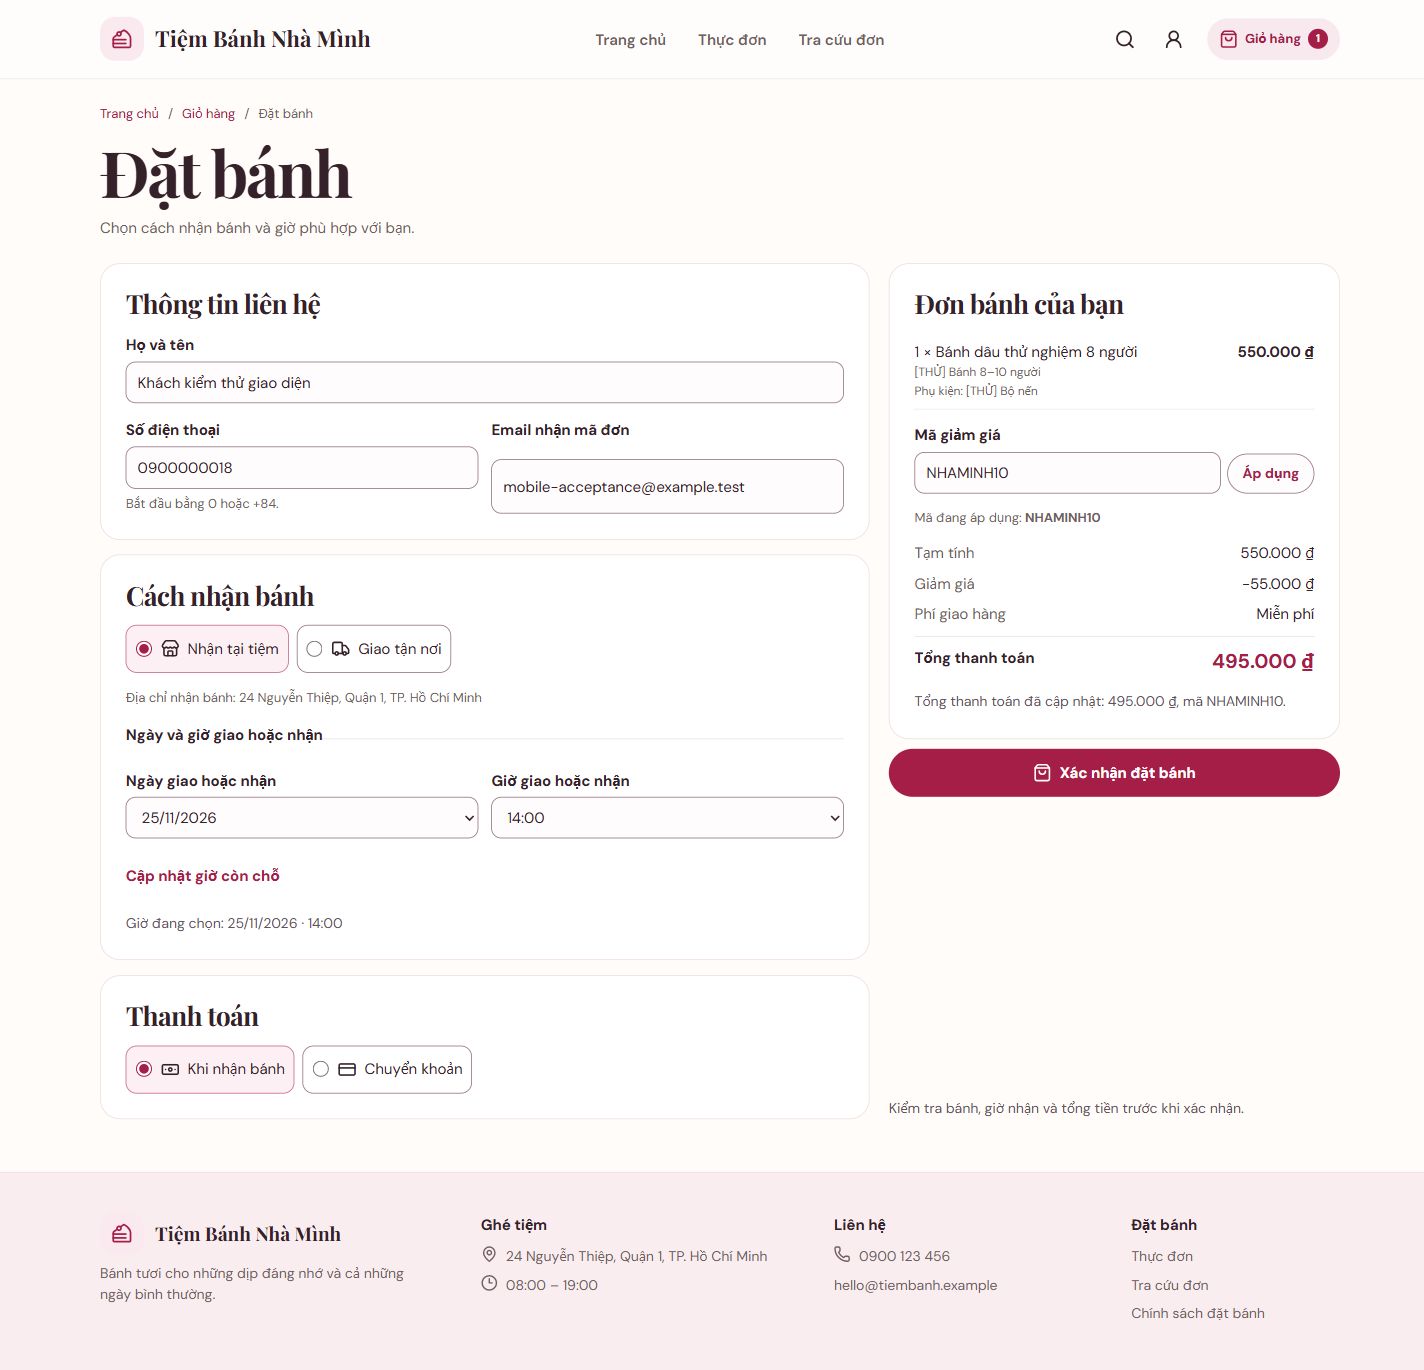 Tiệm Bánh Nhà Mình
Trang chủ
Thực đơn
Tra cứu đơn
Giỏ hàng 1
Trang chủ / Giỏ hàng / Đặt bánh
Đặt bánh
Chọn cách nhận bánh và giờ phù hợp với bạn.
Thông tin liên hệ
Họ và tên
Khách kiểm thử giao diện
Số điện thoại
0900000018
Bắt đầu bằng 0 hoặc +84.
Email nhận mã đơn
mobile-acceptance@example.test
Cách nhận bánh
Nhận tại tiệm
Giao tận nơi
Địa chỉ nhận bánh: 24 Nguyễn Thiệp, Quận 1, TP. Hồ Chí Minh
Ngày và giờ giao hoặc nhận
Ngày giao hoặc nhận
25/11/2026
Giờ giao hoặc nhận
14:00
Cập nhật giờ còn chỗ
Giờ đang chọn: 25/11/2026 · 14:00
Thanh toán
Khi nhận bánh
Chuyển khoản
Đơn bánh của bạn
1 × Bánh dâu thử nghiệm 8 người 550.000 ₫
[THỬ] Bánh 8–10 người
Phụ kiện: [THỬ] Bộ nến
Mã giảm giá
NHAMINH10
Áp dụng
Mã đang áp dụng: NHAMINH10
Tạm tính 550.000 ₫
Giảm giá -55.000 ₫
Phí giao hàng Miễn phí
Tổng thanh toán 495.000 ₫
Tổng thanh toán đã cập nhật: 495.000 ₫, mã NHAMINH10.
Xác nhận đặt bánh
Kiểm tra bánh, giờ nhận và tổng tiền trước khi xác nhận.
Tiệm Bánh Nhà Mình
Bánh tươi cho những dịp đáng nhớ và cả những
ngày bình thường.
Ghé tiệm
24 Nguyễn Thiệp, Quận 1, TP. Hồ Chí Minh
08:00 – 19:00
Liên hệ
0900 123 456
hello@tiembanh.example
Đặt bánh
Thực đơn
Tra cứu đơn
Chính sách đặt bánh